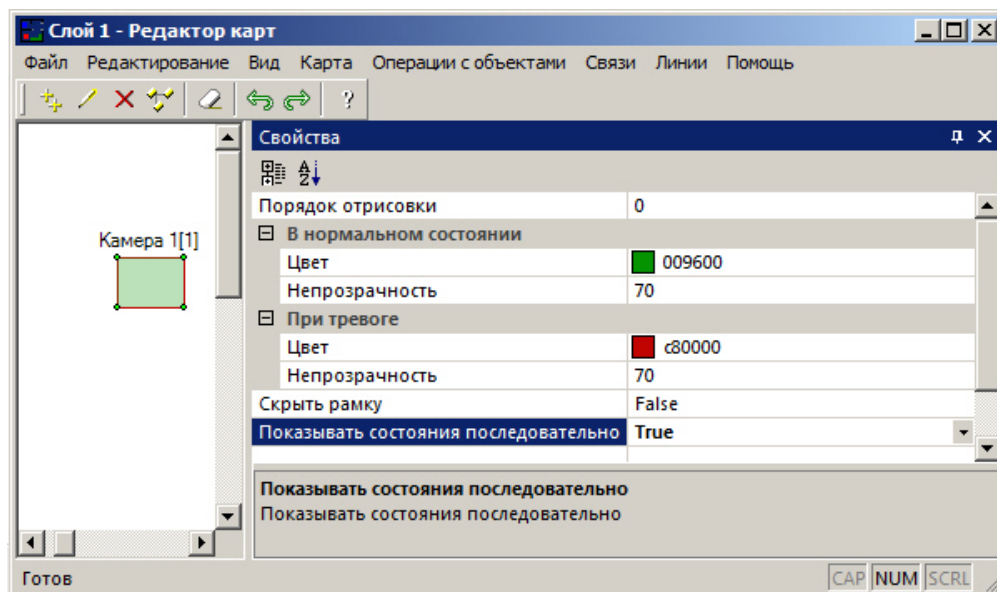 Слой 1 - Редактор карт
Файл Редактирование Вид Карта Операции с объектами Связи Линии Помощь
?
Свойства
A Z
Порядок отрисовки 0
Камера 1[1]
В нормальном состоянии
Цвет 009600
Непрозрачность 70
При тревоге
Цвет c80000
Непрозрачность 70
Скрыть рамку False
Показывать состояния последовательно True
Показывать состояния последовательно
Показывать состояния последовательно
Готов CAP NUM SCRL